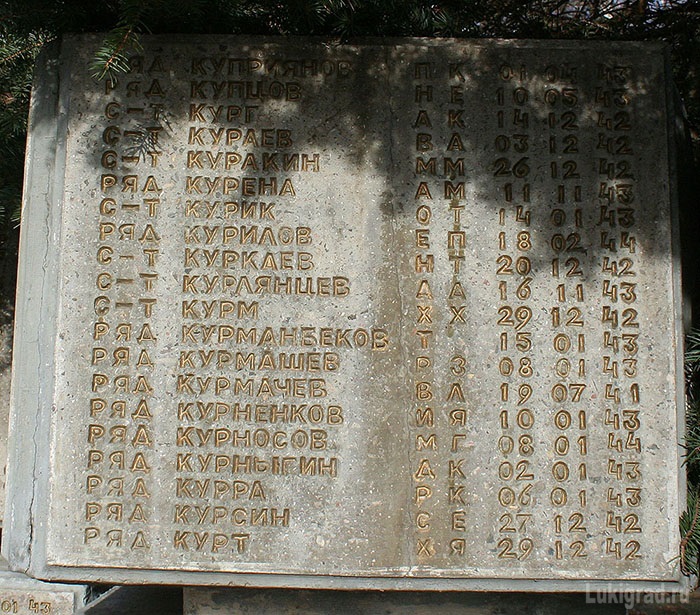 РЯД КУПРИЯНОВ П К 01 04 43
РЯД КУПЦОВ Н Е 10 05 43
С-Т КУРГ А К 14 12 42
С-Т КУРАЕВ В А 03 12 42
С-Т КУРАКИН М М 26 12 42
РЯД КУРЕНА А М 11 11 43
С-Т КУРИК О Т 14 01 43
РЯД КУРИЛОВ Е П 18 02 44
С-Т КУРКАЕВ Н Т 20 12 42
С-Т КУРЛЯНЦЕВ А А 16 11 43
С-Т КУРМ Х Х 29 12 42
РЯД КУРМАНБЕКОВ Т 15 01 43
РЯД КУРМАШЕВ Р З 08 01 43
РЯД КУРМАЧЕВ В Л 19 07 41
РЯД КУРНЕНКОВ И Я 10 01 43
РЯД КУРНОСОВ М Г 08 01 44
РЯД КУРНЫГИН Д К 02 01 43
РЯД КУРРА Р К 06 01 43
РЯД КУРСИН С Е 27 12 42
РЯД КУРТ Х Я 29 12 42
01 43
Lukigrad.ru